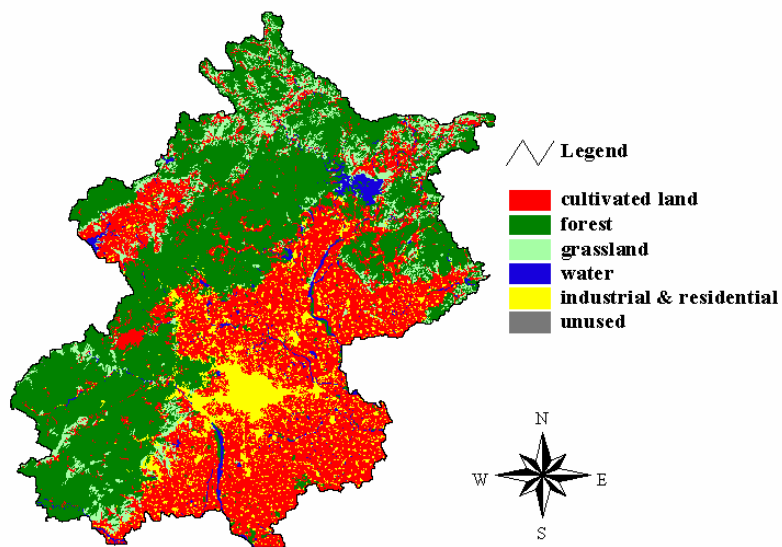 Legend
cultivated land
forest
grassland
water
industrial & residential
unused
N
W E
S